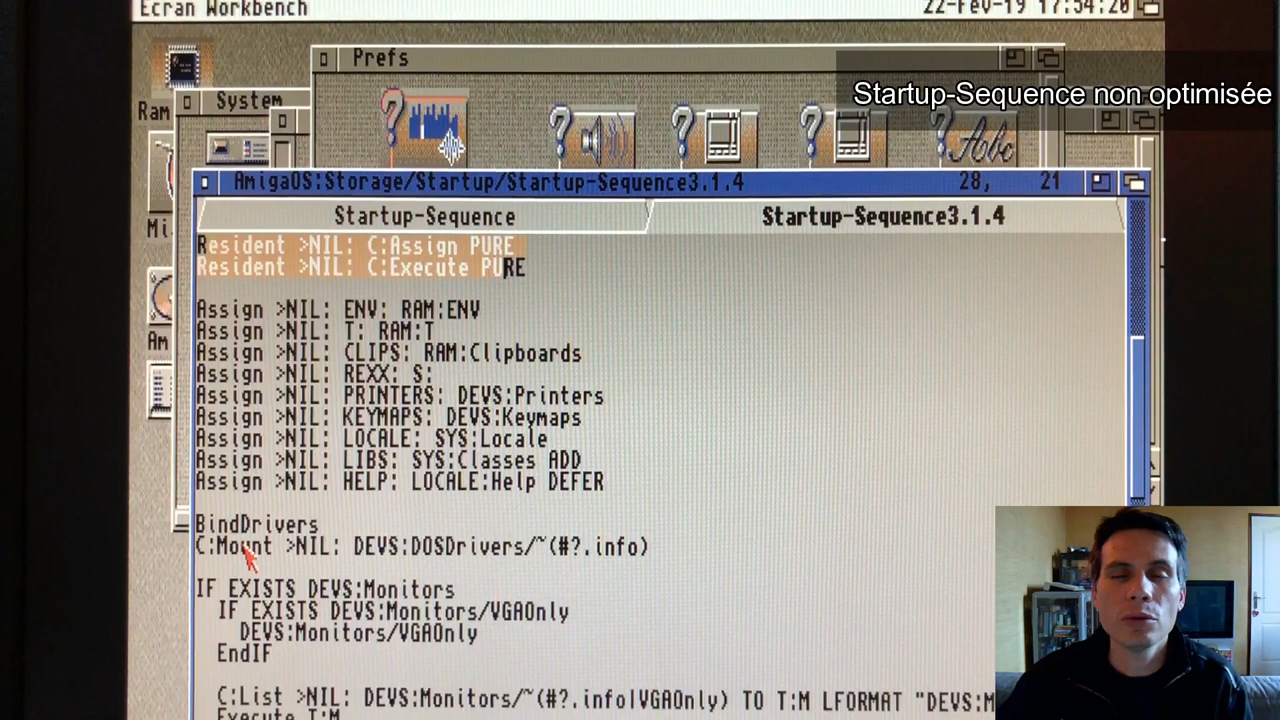 Ecran Workbench
22-Fev-19 17:54:20
Prefs
Startup-Sequence non optimisée
Ram
System
Abc
AmigaOS:Storage/Startup/Startup-Sequence3.1.4 28, 21
Mi
Startup-Sequence
Startup-Sequence3.1.4
Resident >NIL: C:Assign PURE
Resident >NIL: C:Execute PURE
Am
Assign >NIL: ENV: RAM:ENV
Assign >NIL: T: RAM:T
Assign >NIL: CLIPS: RAM:Clipboards
Assign >NIL: REXX: S:
Assign >NIL: PRINTERS: DEVS:Printers
Assign >NIL: KEYMAPS: DEVS:Keymaps
Assign >NIL: LOCALE: SYS:Locale
Assign >NIL: LIBS: SYS:Classes ADD
Assign >NIL: HELP: LOCALE:Help DEFER
BindDrivers
C:Mount >NIL: DEVS:DOSDrivers/~(#?.info)
IF EXISTS DEVS:Monitors
IF EXISTS DEVS:Monitors/VGAOnly
DEVS:Monitors/VGAOnly
EndIF
C:List >NIL: DEVS:Monitors/~(#?.info|VGAOnly) TO T:M LFORMAT "DEVS:M
Execute T:M